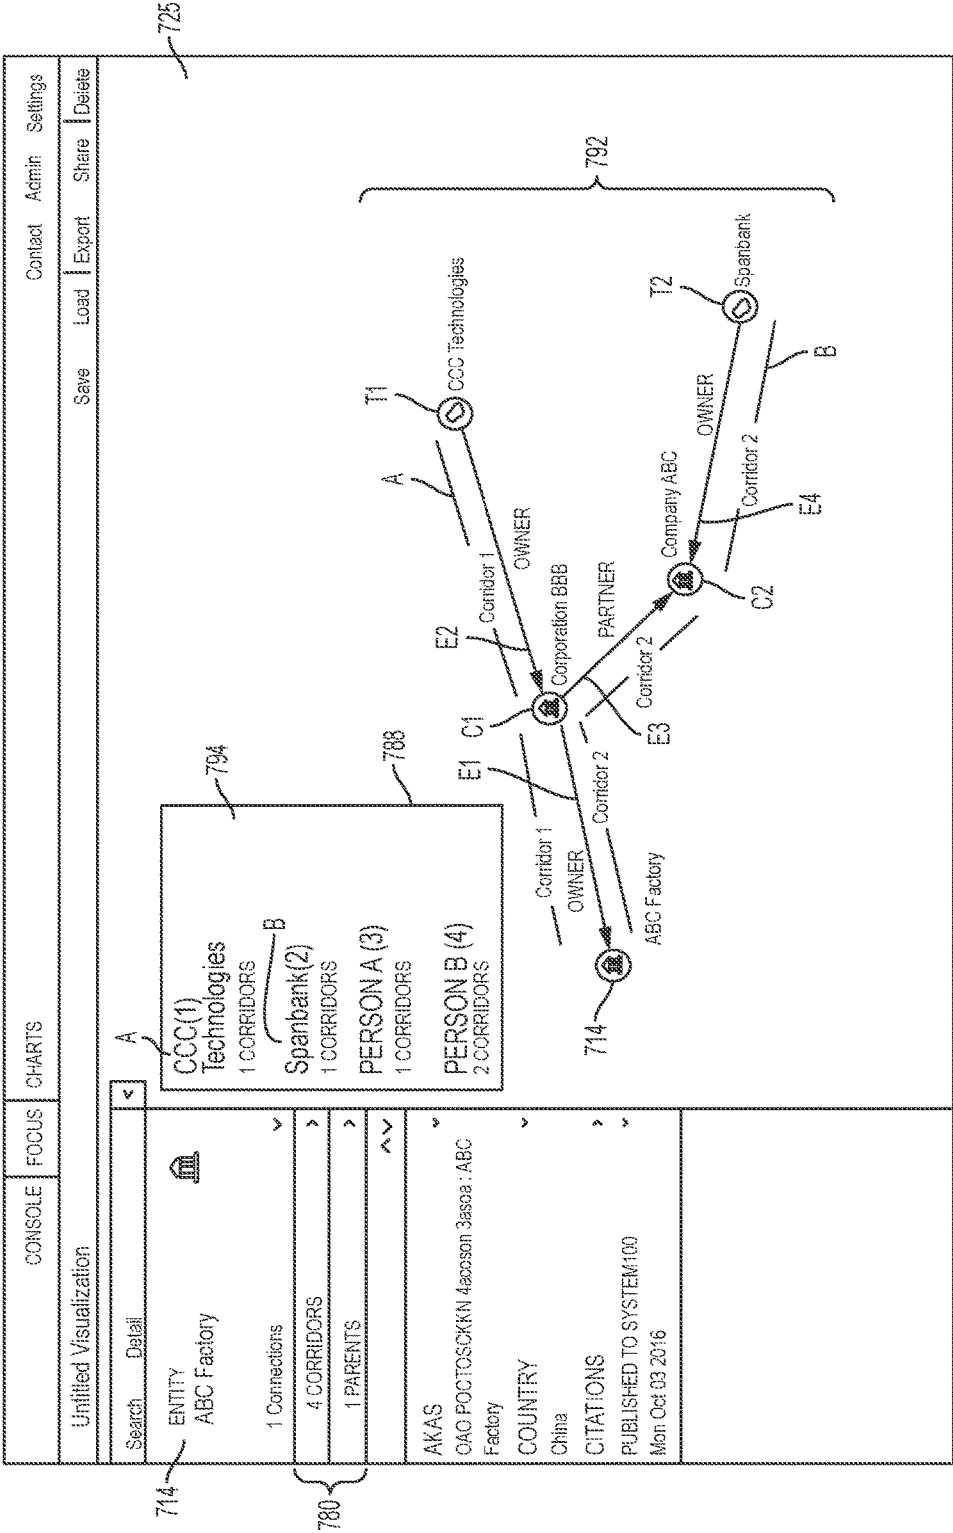 725
CONSOLE
FOCUS
CHARTS
Contact
Admin
Settings
Untitled Visualization
Save
Load
Export
Share
Delete
Search
Detail
<
714
ENTITY
ABC Factory
1 Connections
780
4 CORRIDORS
1 PARENTS
AKAS
OAO POCTOSCKKN 4acoson 3asoa : ABC
Factory
COUNTRY
China
CITATIONS
PUBLISHED TO SYSTEM100
Mon Oct 03 2016
A
CCC(1)
Technologies
1 CORRIDORS
B
Spanbank(2)
1 CORRIDORS
PERSON A (3)
1 CORRIDORS
PERSON B (4)
2 CORRIDORS
794
788
792
T1
CCC Technologies
A
Corridor 1
OWNER
E2
C1
Corporation BBB
E1
Corridor 1
OWNER
Corridor 2
714
ABC Factory
PARTNER
E3
Corridor 2
Company ABC
C2
T2
Spanbank
OWNER
Corridor 2
B
E4